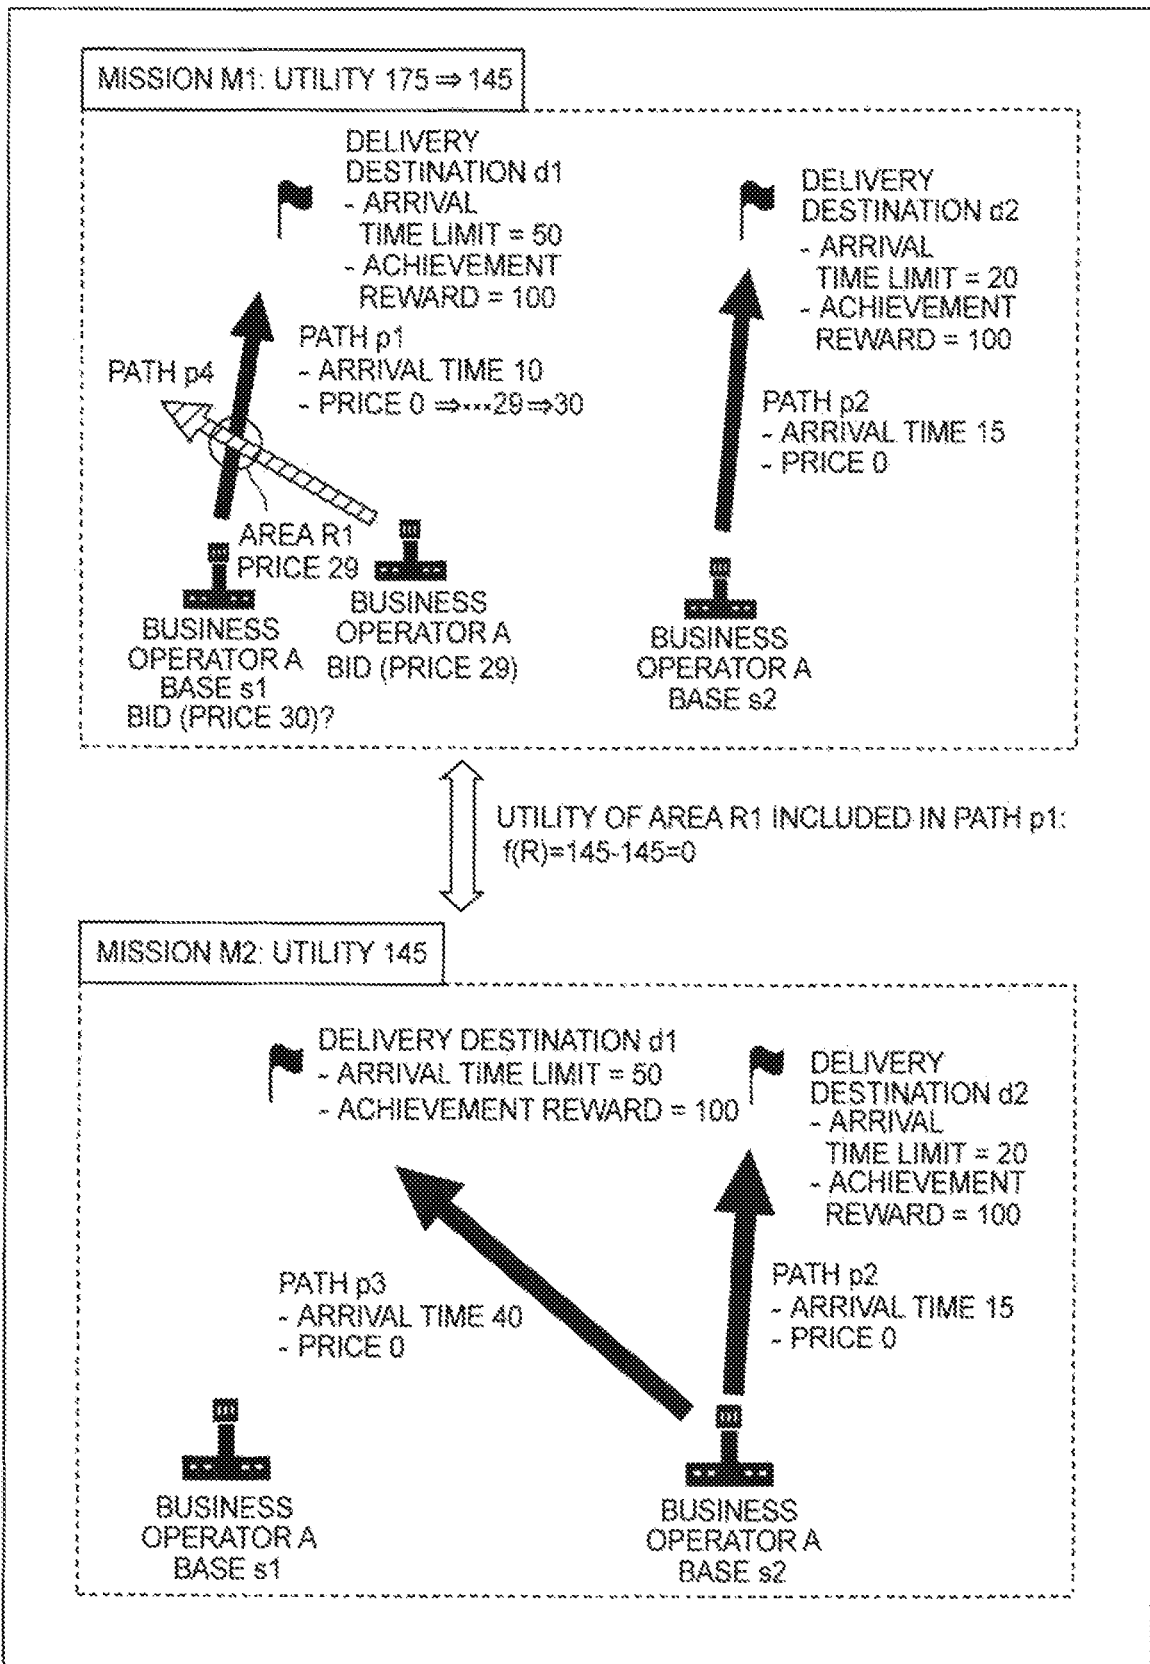 MISSION M1: UTILITY 175 ⇒ 145
DELIVERY
DESTINATION d1
- ARRIVAL
TIME LIMIT = 50
- ACHIEVEMENT
REWARD = 100
PATH p1
- ARRIVAL TIME 10
- PRICE 0 ⇒···29⇒30
PATH p4
AREA R1
PRICE 29
BUSINESS
OPERATOR A
BASE s1
BID (PRICE 30)?
BUSINESS
OPERATOR A
BID (PRICE 29)
DELIVERY
DESTINATION d2
- ARRIVAL
TIME LIMIT = 20
- ACHIEVEMENT
REWARD = 100
PATH p2
- ARRIVAL TIME 15
- PRICE 0
BUSINESS
OPERATOR A
BASE s2
UTILITY OF AREA R1 INCLUDED IN PATH p1:
f(R)=145-145=0
MISSION M2: UTILITY 145
DELIVERY DESTINATION d1
- ARRIVAL TIME LIMIT = 50
- ACHIEVEMENT REWARD = 100
DELIVERY
DESTINATION d2
- ARRIVAL
TIME LIMIT = 20
- ACHIEVEMENT
REWARD = 100
PATH p3
- ARRIVAL TIME 40
- PRICE 0
PATH p2
- ARRIVAL TIME 15
- PRICE 0
BUSINESS
OPERATOR A
BASE s1
BUSINESS
OPERATOR A
BASE s2